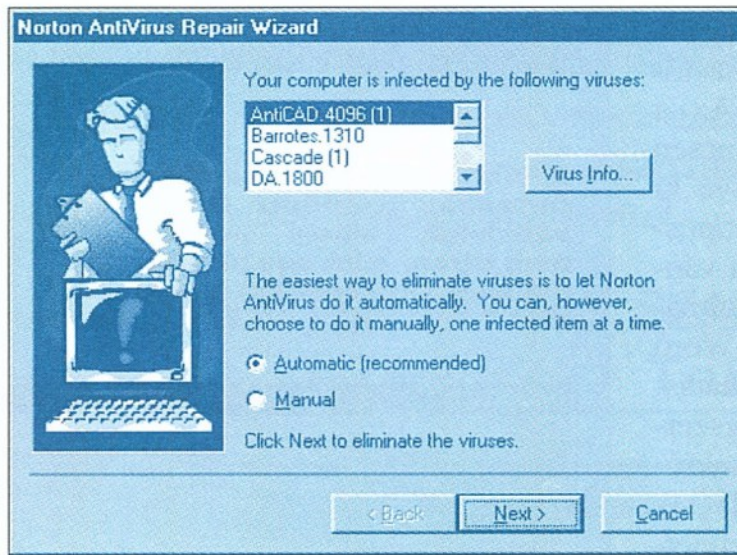 Norton AntiVirus Repair Wizard
Your computer is infected by the following viruses:
AntiCAD.4096 (1)
Barrotes.1310
Cascade (1)
DA.1800
Virus Info...
The easiest way to eliminate viruses is to let Norton
AntiVirus do it automatically. You can, however,
choose to do it manually, one infected item at a time.
Automatic (recommended)
Manual
Click Next to eliminate the viruses.
< Back
Next >
Cancel